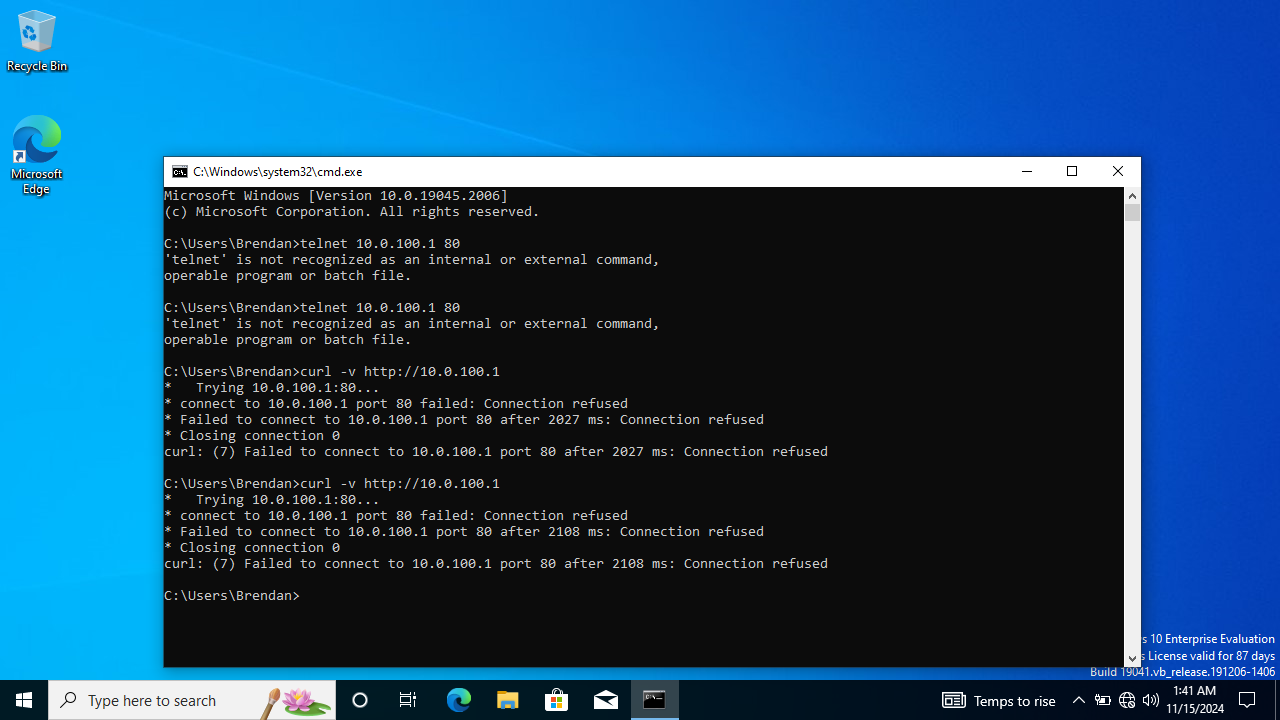 Recycle Bin
Microsoft
Edge
C:\Windows\system32\cmd.exe
Microsoft Windows [Version 10.0.19045.2006]
(c) Microsoft Corporation. All rights reserved.
C:\Users\Brendan>telnet 10.0.100.1 80
'telnet' is not recognized as an internal or external command,
operable program or batch file.
C:\Users\Brendan>telnet 10.0.100.1 80
'telnet' is not recognized as an internal or external command,
operable program or batch file.
C:\Users\Brendan>curl -v http://10.0.100.1
*   Trying 10.0.100.1:80...
* connect to 10.0.100.1 port 80 failed: Connection refused
* Failed to connect to 10.0.100.1 port 80 after 2027 ms: Connection refused
* Closing connection 0
curl: (7) Failed to connect to 10.0.100.1 port 80 after 2027 ms: Connection refused
C:\Users\Brendan>curl -v http://10.0.100.1
*   Trying 10.0.100.1:80...
* connect to 10.0.100.1 port 80 failed: Connection refused
* Failed to connect to 10.0.100.1 port 80 after 2108 ms: Connection refused
* Closing connection 0
curl: (7) Failed to connect to 10.0.100.1 port 80 after 2108 ms: Connection refused
C:\Users\Brendan>
s 10 Enterprise Evaluation
s License valid for 87 days
Build 19041.vb_release.191206-1406
Type here to search
Temps to rise
1:41 AM
11/15/2024